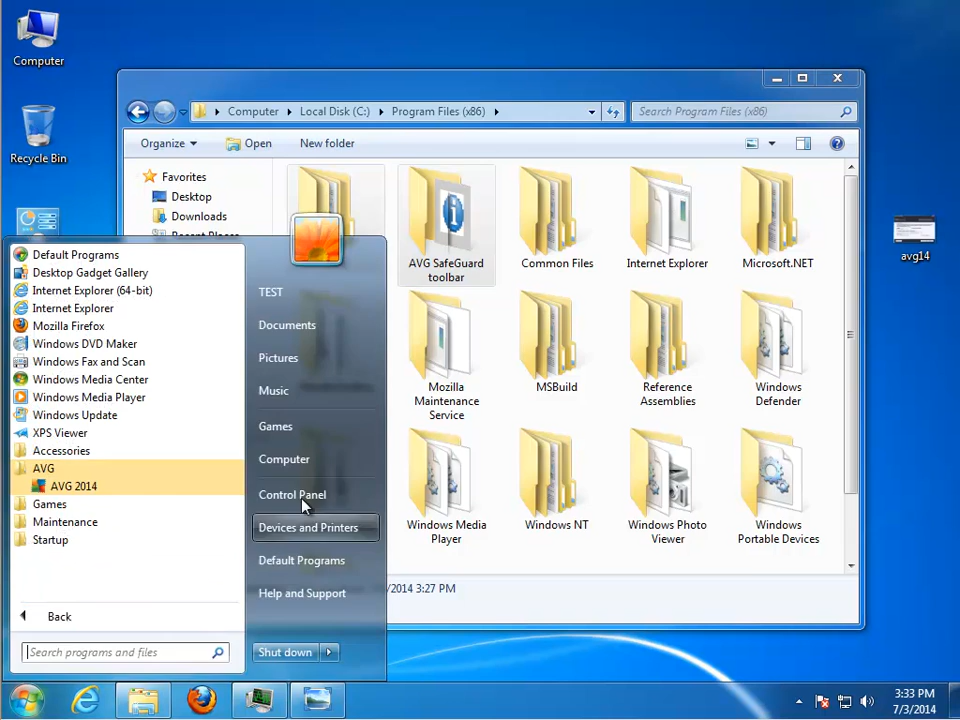 Computer
Recycle Bin
avg14
Computer
Local Disk (C:)
Program Files (x86)
Search Program Files (x86)
Organize
Open
New folder
Favorites
Desktop
Downloads
Recent Places
AVG SafeGuard
toolbar
Common Files
Internet Explorer
Microsoft.NET
Mozilla
Maintenance
Service
MSBuild
Reference
Assemblies
Windows
Defender
Windows Media
Player
Windows NT
Windows Photo
Viewer
Windows
Portable Devices
/2014 3:27 PM
Default Programs
Desktop Gadget Gallery
Internet Explorer (64-bit)
Internet Explorer
Mozilla Firefox
Windows DVD Maker
Windows Fax and Scan
Windows Media Center
Windows Media Player
Windows Update
XPS Viewer
Accessories
AVG
AVG 2014
Games
Maintenance
Startup
Back
Search programs and files
TEST
Documents
Pictures
Music
Games
Computer
Control Panel
Devices and Printers
Default Programs
Help and Support
Shut down
3:33 PM
7/3/2014